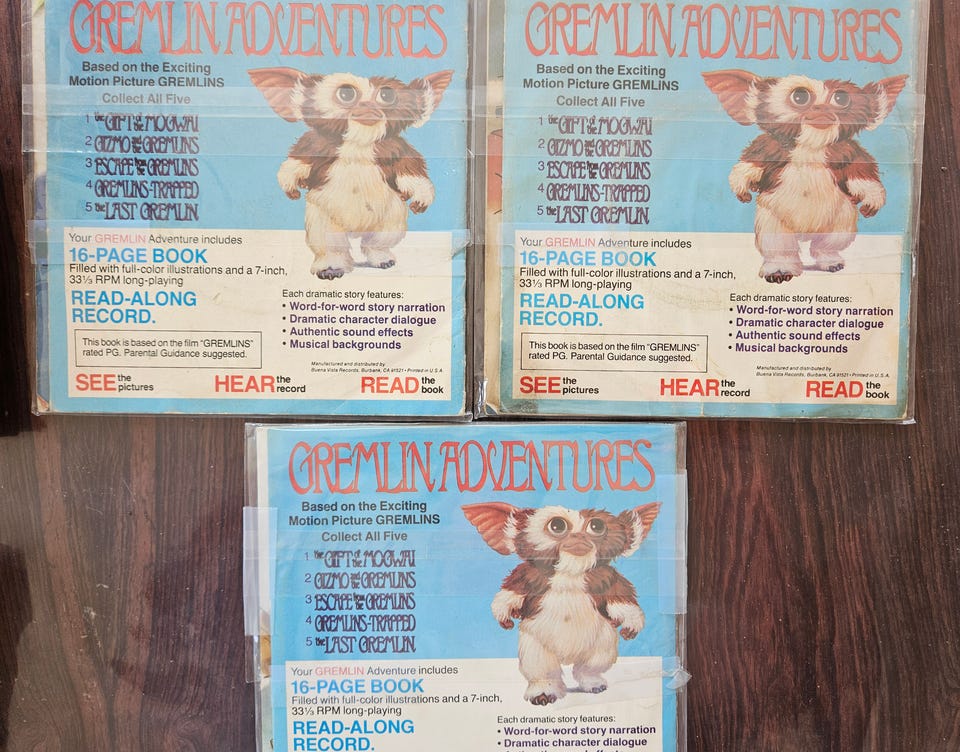 GREMLIN ADVENTURES
Based on the Exciting
Motion Picture GREMLINS
Collect All Five
1 the GIFT of the MOGWAI
2 GIZMO and the GREMLINS
3 ESCAPE from the GREMLINS
4 GREMLINS-TRAPPED
5 the LAST GREMLIN
Your GREMLIN Adventure includes
16-PAGE BOOK
Filled with full-color illustrations and a 7-inch,
33⅓ RPM long-playing
READ-ALONG
RECORD.
Each dramatic story features:
• Word-for-word story narration
• Dramatic character dialogue
• Authentic sound effects
• Musical backgrounds
This book is based on the film "GREMLINS"
rated PG. Parental Guidance suggested.
Manufactured and distributed by
Buena Vista Records, Burbank, CA 91521 • Printed in U.S.A.
SEE the pictures HEAR the record READ the book
GREMLIN ADVENTURES
Based on the Exciting
Motion Picture GREMLINS
Collect All Five
1 the GIFT of the MOGWAI
2 GIZMO and the GREMLINS
3 ESCAPE from the GREMLINS
4 GREMLINS-TRAPPED
5 the LAST GREMLIN
Your GREMLIN Adventure includes
16-PAGE BOOK
Filled with full-color illustrations and a 7-inch,
33⅓ RPM long-playing
READ-ALONG
RECORD.
Each dramatic story features:
• Word-for-word story narration
• Dramatic character dialogue
• Authentic sound effects
• Musical backgrounds
This book is based on the film "GREMLINS"
rated PG. Parental Guidance suggested.
Manufactured and distributed by
Buena Vista Records, Burbank, CA 91521 • Printed in U.S.A.
SEE the pictures HEAR the record READ the book
GREMLIN ADVENTURES
Based on the Exciting
Motion Picture GREMLINS
Collect All Five
1 the GIFT of the MOGWAI
2 GIZMO and the GREMLINS
3 ESCAPE from the GREMLINS
4 GREMLINS-TRAPPED
5 the LAST GREMLIN
Your GREMLIN Adventure includes
16-PAGE BOOK
Filled with full-color illustrations and a 7-inch,
33⅓ RPM long-playing
READ-ALONG
RECORD.
Each dramatic story features:
• Word-for-word story narration
• Dramatic character dialogue